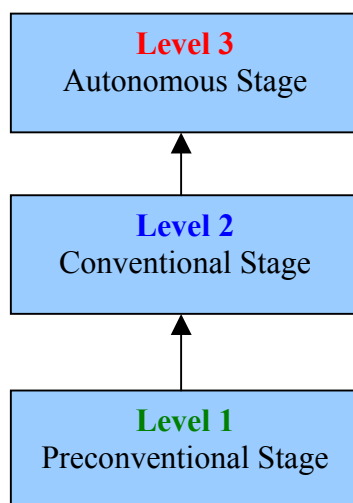 Level 3
Autonomous Stage
Level 2
Conventional Stage
Level 1
Preconventional Stage